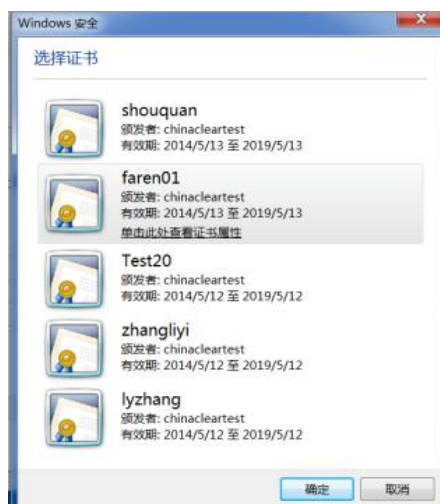 Windows 安全
选择证书
shouquan
颁发者: chinacleartest
有效期: 2014/5/13 至 2019/5/13
faren01
颁发者: chinacleartest
有效期: 2014/5/13 至 2019/5/13
单击此处查看证书属性
Test20
颁发者: chinacleartest
有效期: 2014/5/12 至 2019/5/12
zhangliyi
颁发者: chinacleartest
有效期: 2014/5/12 至 2019/5/12
lyzhang
颁发者: chinacleartest
有效期: 2014/5/12 至 2019/5/12
确定
取消